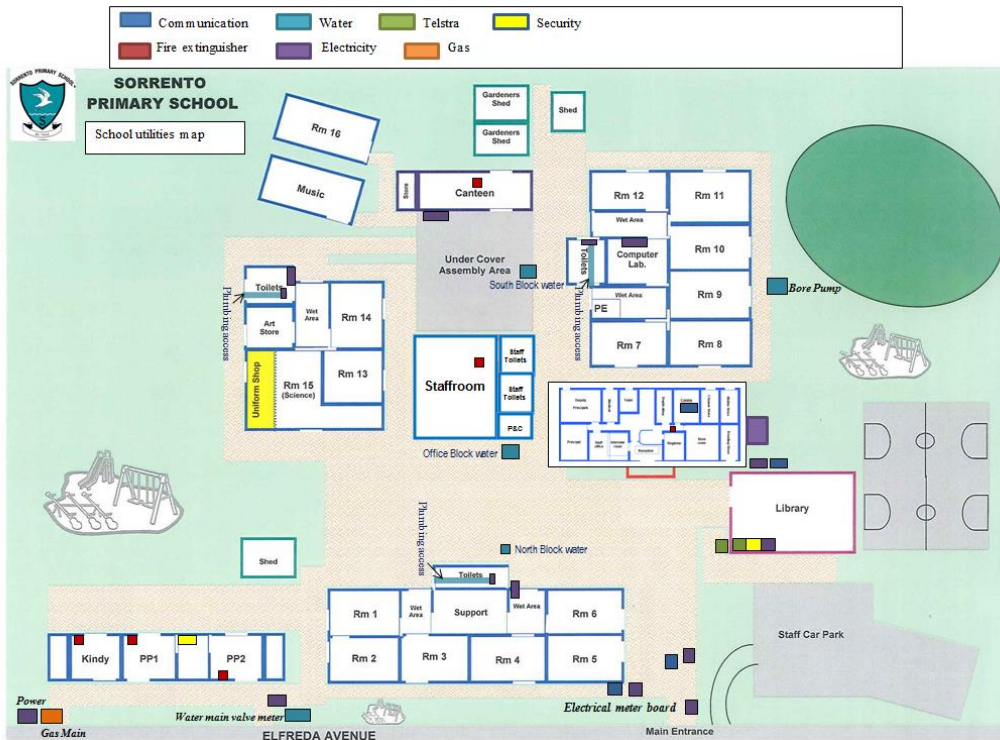 Communication
Water
Telstra
Security
Fire extinguisher
Electricity
Gas
SORRENTO PRIMARY SCHOOL
SORRENTO
PRIMARY SCHOOL
School utilities map
Gardeners
Shed
Gardeners
Shed
Shed
Rm 16
Music
Store
Canteen
Rm 12
Rm 11
Wet Area
Under Cover
Assembly Area
Toilets
Computer
Lab.
Rm 10
South Block water
Bore Pump
Plumbing access
Wet Area
PE
Rm 9
Rm 7
Rm 8
Toilets
Plumbing access
Art
Store
Wet
Area
Rm 14
Uniform Shop
Rm 15
(Science)
Rm 13
Staffroom
Staff
Toilets
Staff
Toilets
P&C
Office Block water
Principal
Reception
Library
Plumbing access
North Block water
Shed
Toilets
Rm 1
Wet
Area
Support
Wet Area
Rm 6
Rm 2
Rm 3
Rm 4
Rm 5
Staff Car Park
Kindy
PP1
PP2
Power
Gas Main
Water main valve meter
Electrical meter board
ELFREDA AVENUE
Main Entrance